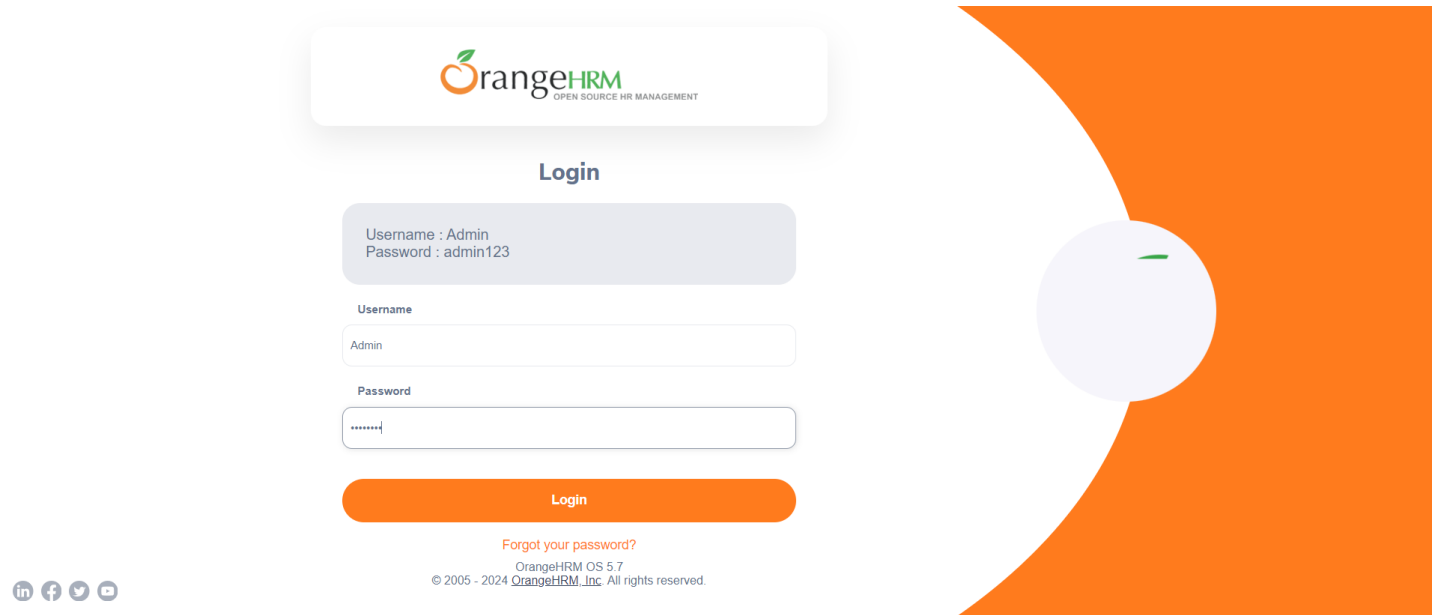 OrangeHRM
OPEN SOURCE HR MANAGEMENT
Login
Username : Admin
Password : admin123
Username
Admin
Password
••••••••
Login
Forgot your password?
OrangeHRM OS 5.7
© 2005 - 2024 OrangeHRM, Inc. All rights reserved.